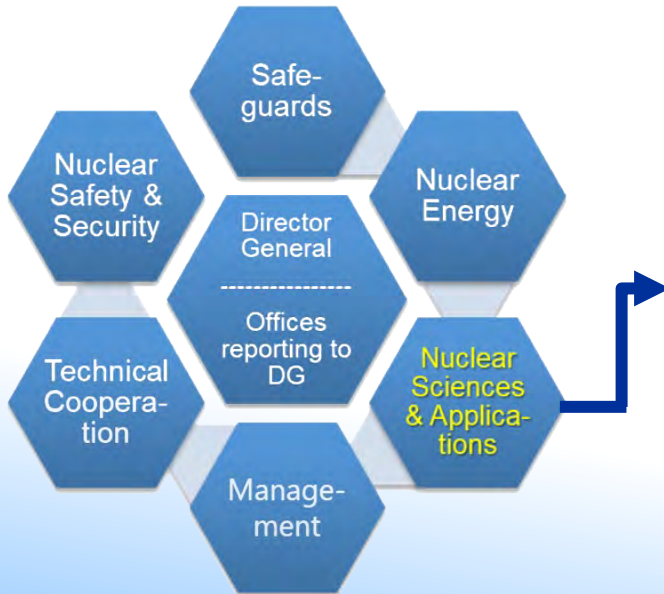 Safe-
guards
Nuclear
Safety &
Security
Nuclear
Energy
Director
General
----------------
Offices
reporting to
DG
Technical
Coopera-
tion
Nuclear
Sciences
& Applica-
tions
Manage-
ment